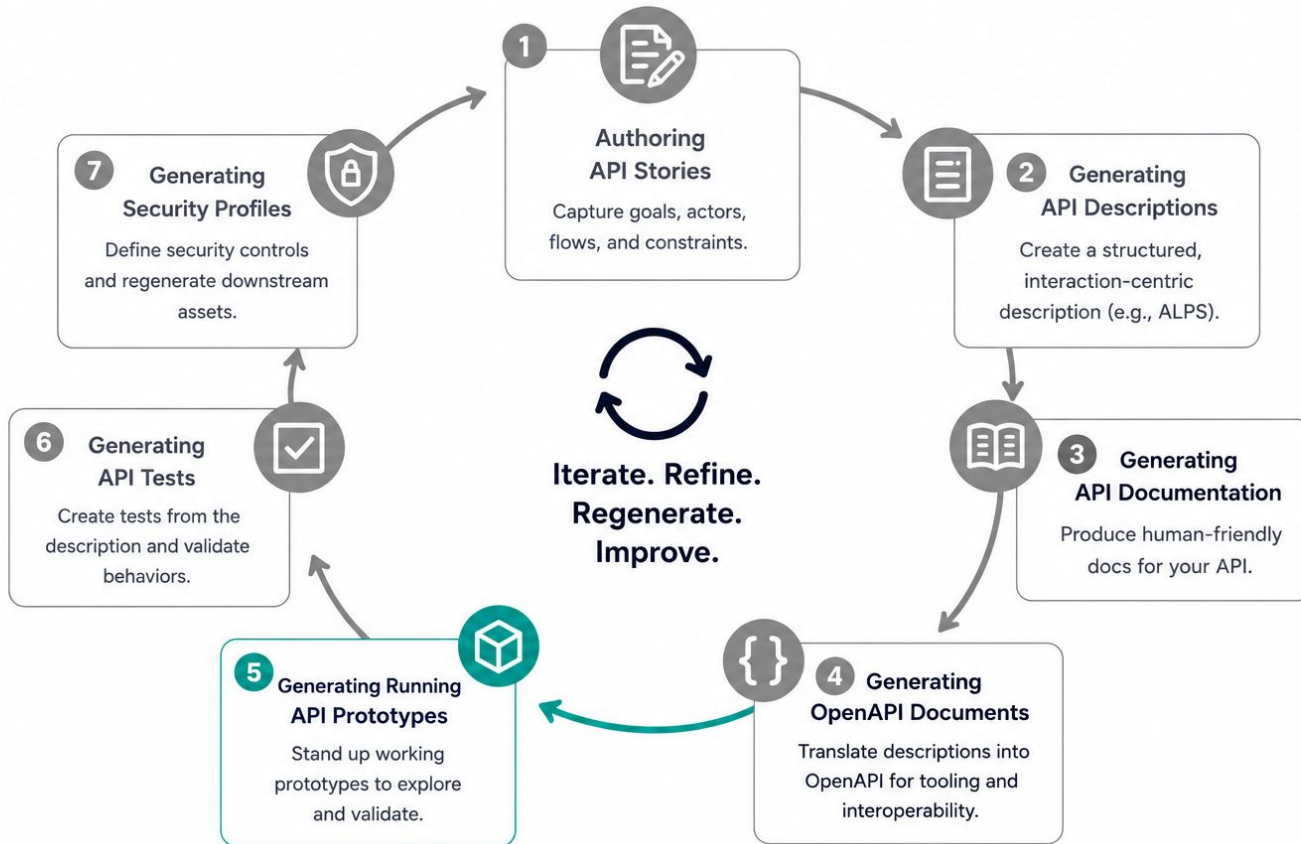 1
Authoring
API Stories
Capture goals, actors,
flows, and constraints.
2
Generating
API Descriptions
Create a structured,
interaction-centric
description (e.g., ALPS).
3
Generating
API Documentation
Produce human-friendly
docs for your API.
4
Generating
OpenAPI Documents
Translate descriptions into
OpenAPI for tooling and
interoperability.
5
Generating Running
API Prototypes
Stand up working
prototypes to explore
and validate.
6
Generating
API Tests
Create tests from the
description and validate
behaviors.
7
Generating
Security Profiles
Define security controls
and regenerate downstream
assets.
Iterate. Refine.
Regenerate.
Improve.